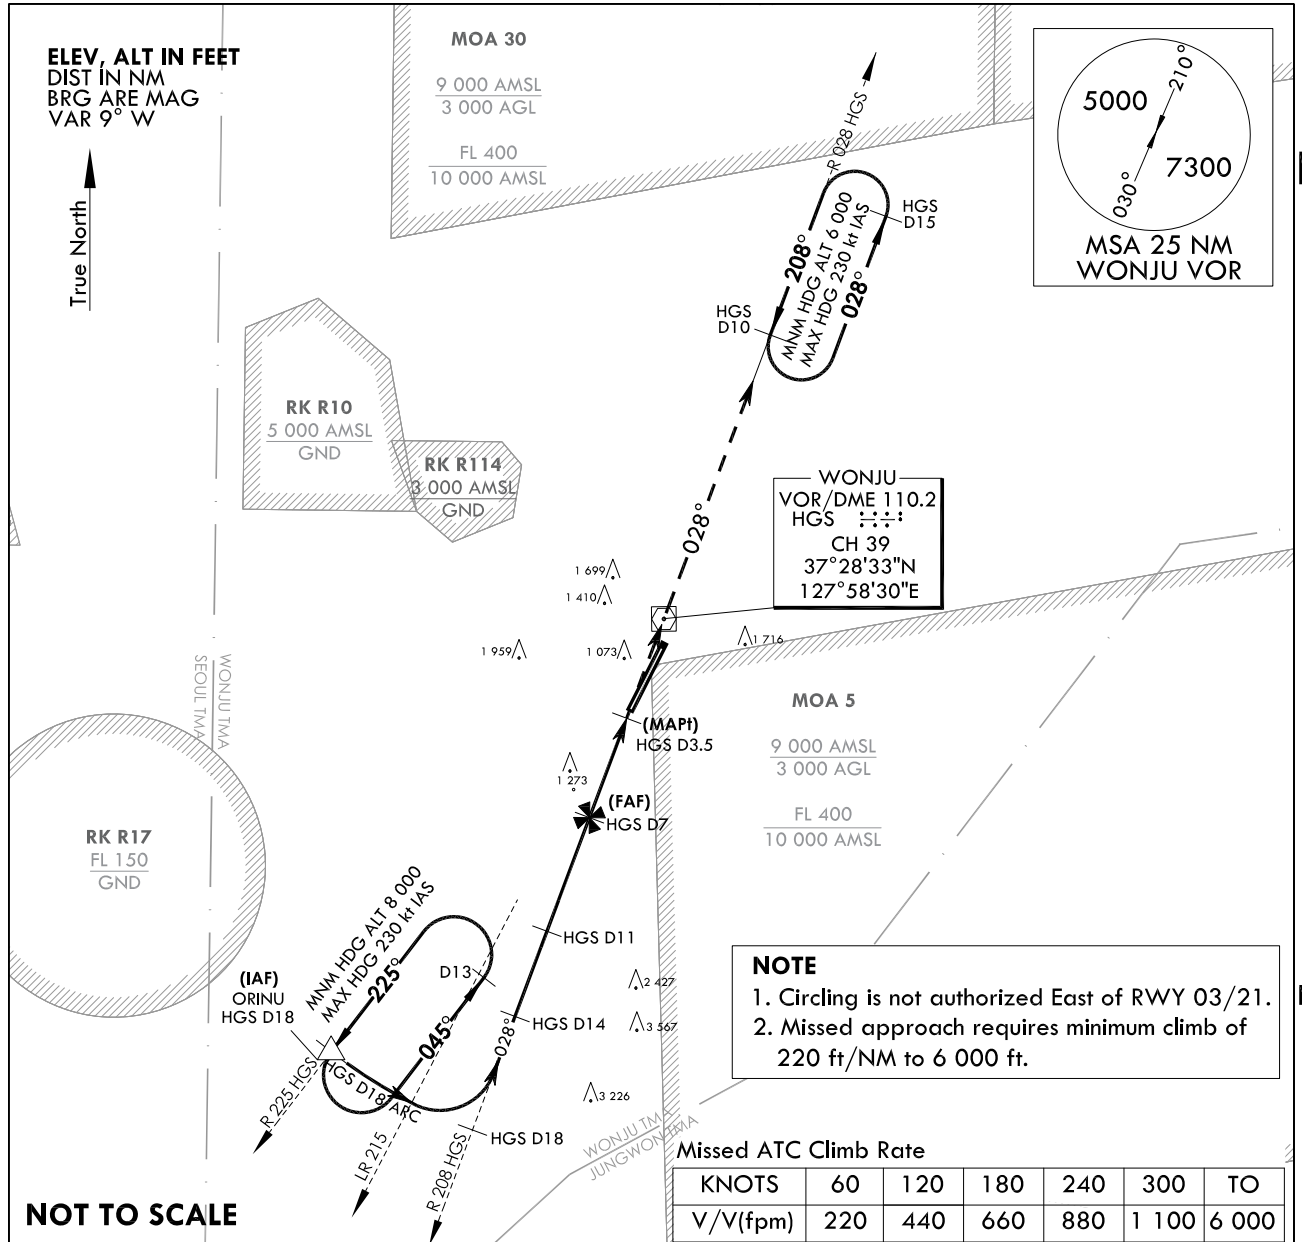 ELEV, ALT IN FEET
DIST IN NM
BRG ARE MAG
VAR 9° W
True North
MOA 30
9 000 AMSL
3 000 AGL
FL 400
10 000 AMSL
5000
210°
7300
030°
MSA 25 NM
WONJU VOR
R 028 HGS
HGS
D15
208°
MNM HDG ALT 6 000
MAX HDG 230 kt IAS
028°
HGS
D10
RK R10
5 000 AMSL
GND
RK R114
3 000 AMSL
GND
028°
WONJU
VOR/DME 110.2
HGS
CH 39
37°28'33"N
127°58'30"E
1 699
1 410
1 959
1 073
1 716
WONJU TMA
SEOUL TMA
MOA 5
9 000 AMSL
3 000 AGL
FL 400
10 000 AMSL
(MAPt)
HGS D3.5
1 273
(FAF)
HGS D7
RK R17
FL 150
GND
MNM HDG ALT 8 000
MAX HDG 230 kt IAS
225°
HGS D11
D13
(IAF)
ORINU
HGS D18
045°
028°
HGS D14
2 427
3 567
3 226
HGS D18 ARC
R 225 HGS
LR 215
R 208 HGS
HGS D18
WONJU TMA
JUNGWON TMA
NOTE
1. Circling is not authorized East of RWY 03/21.
2. Missed approach requires minimum climb of
220 ft/NM to 6 000 ft.
Missed ATC Climb Rate
KNOTS 60 120 180 240 300 TO
V/V(fpm) 220 440 660 880 1 100 6 000
NOT TO SCALE